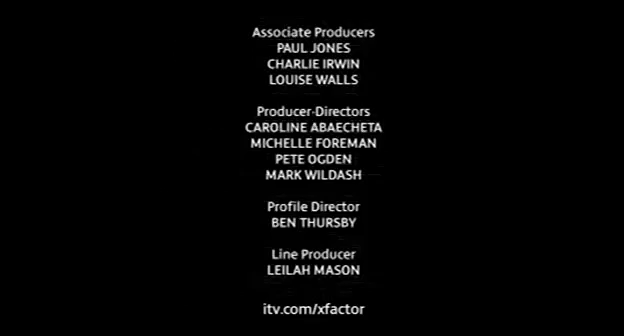 Associate Producers
PAUL JONES
CHARLIE IRWIN
LOUISE WALLS
Producer-Directors
CAROLINE ABAECHETA
MICHELLE FOREMAN
PETE OGDEN
MARK WILDASH
Profile Director
BEN THURSBY
Line Producer
LEILAH MASON
itv.com/xfactor